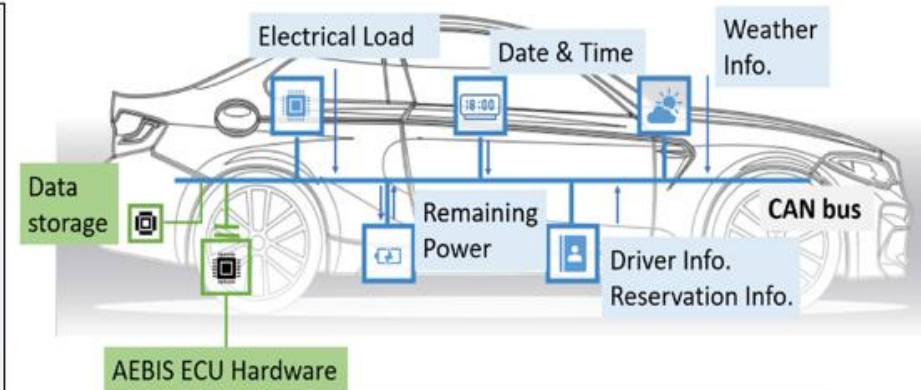 Electrical Load
Date & Time
Weather
Info.
18:00
Data
storage
Remaining
Power
CAN bus
Driver Info.
Reservation Info.
AEBIS ECU Hardware